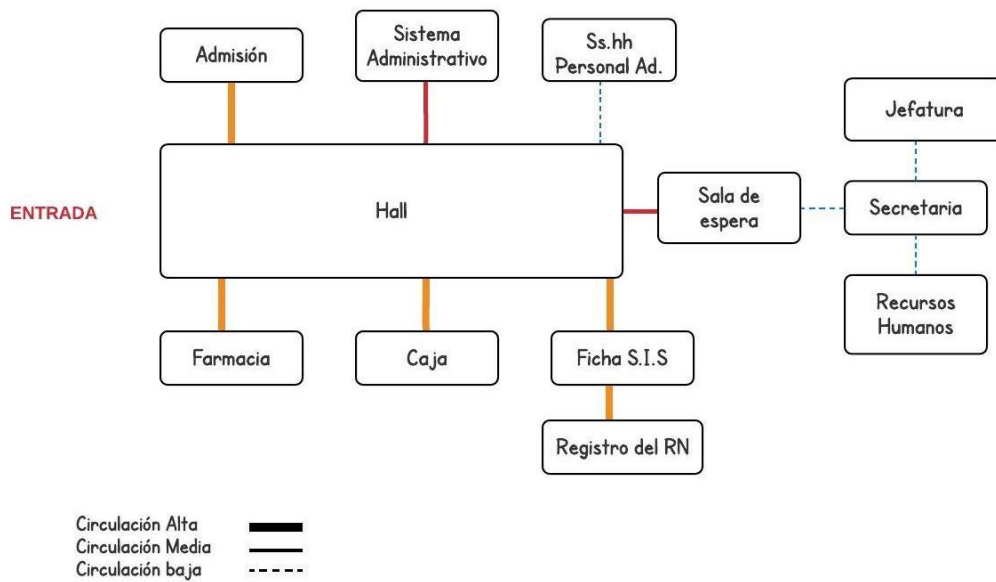 Admisión
Sistema
Administrativo
Ss.hh
Personal Ad.
Jefatura
ENTRADA
Hall
Sala de
espera
Secretaria
Recursos
Humanos
Farmacia
Caja
Ficha S.I.S
Registro del RN
Circulación Alta
Circulación Media
Circulación baja